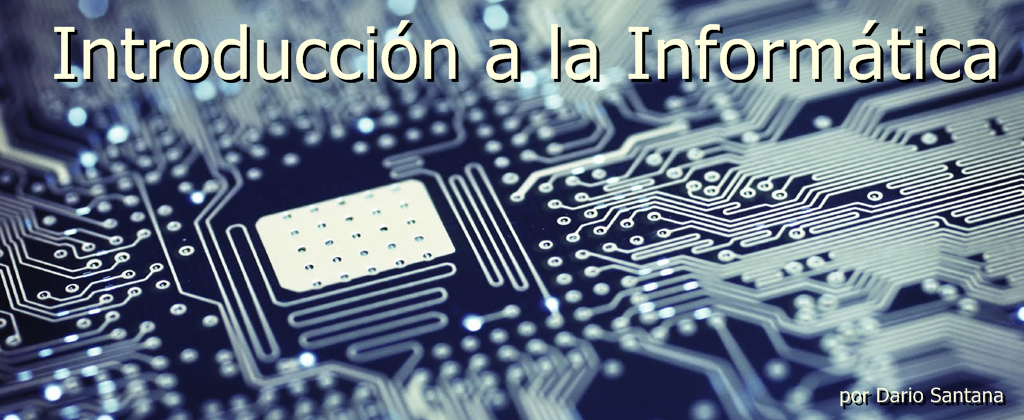 Introducción a la Informática
por Dario Santana